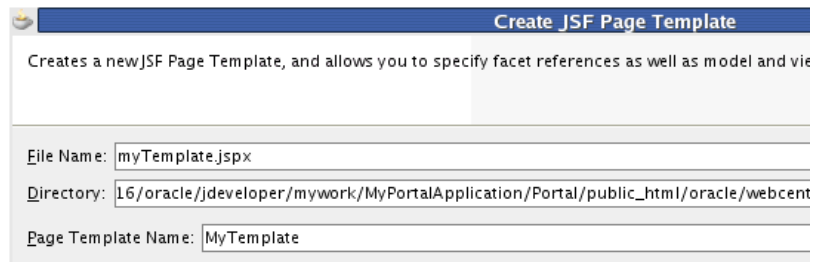 Create JSF Page Template
Creates a new JSF Page Template, and allows you to specify facet references as well as model and vie
File Name: myTemplate.jspx
Directory: 16/oracle/jdeveloper/mywork/MyPortalApplication/Portal/public_html/oracle/webcent
Page Template Name: MyTemplate